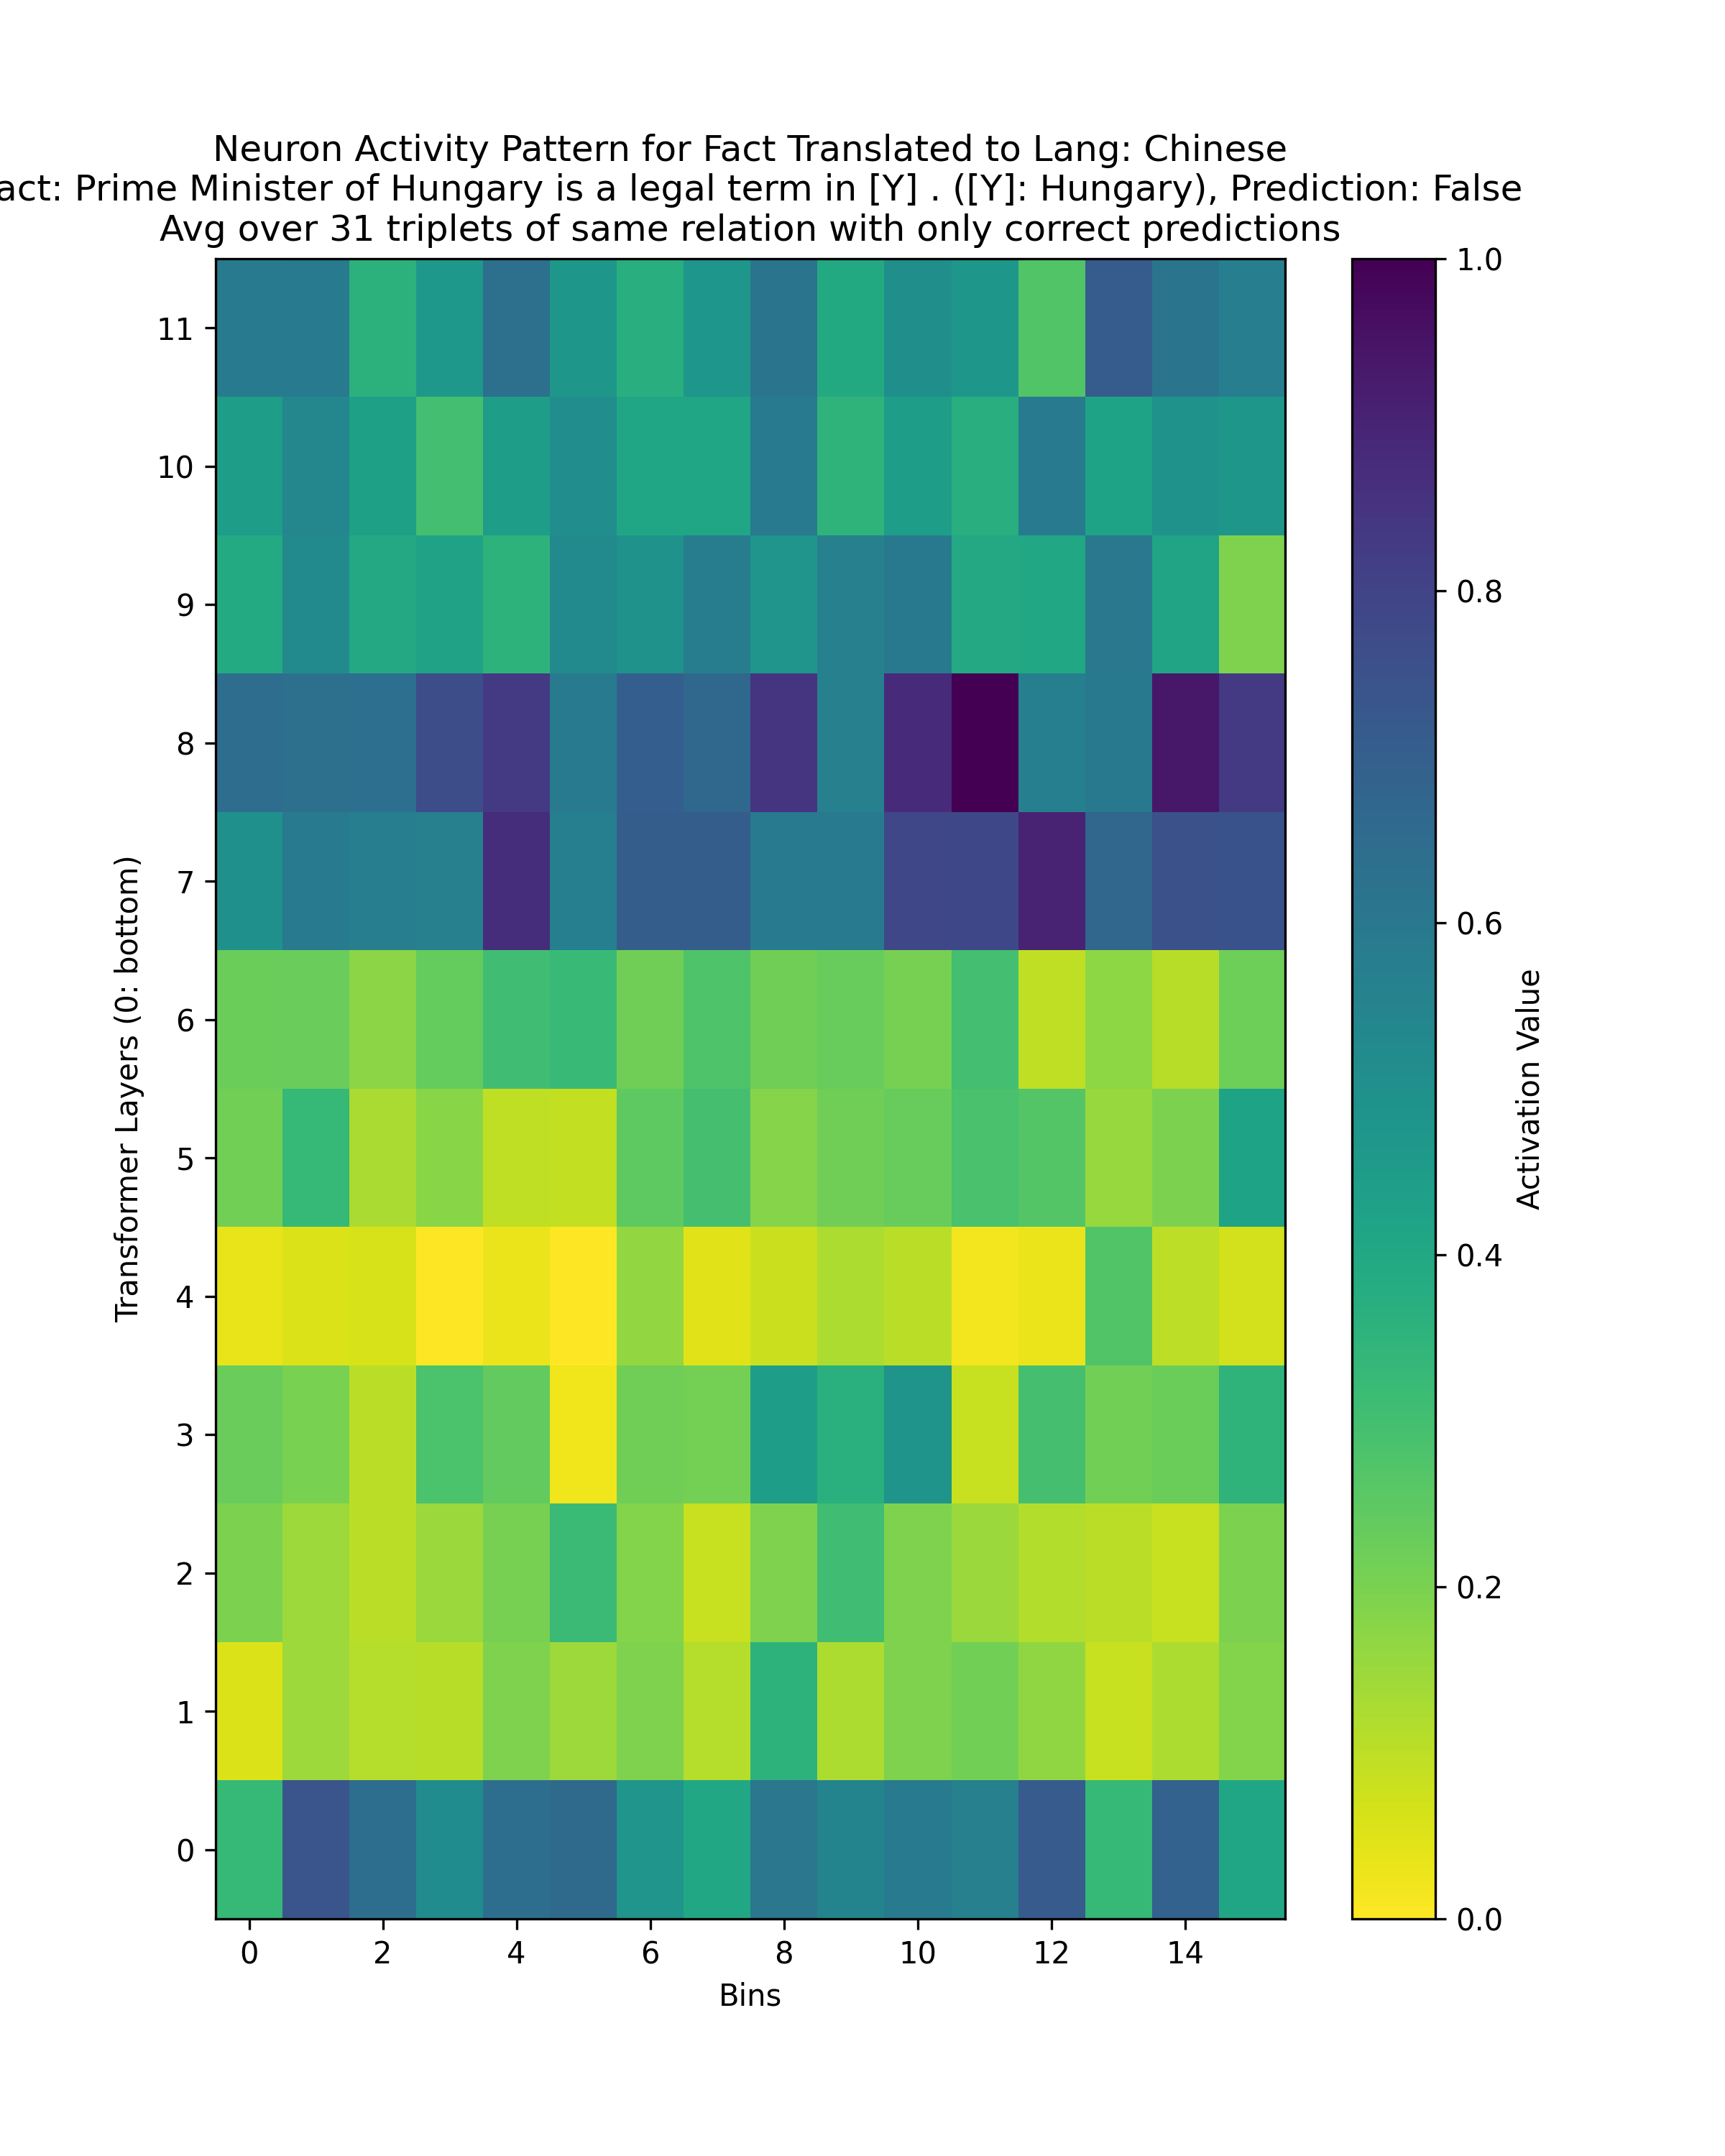 Neuron Activity Pattern for Fact Translated to Lang: Chinese
act: Prime Minister of Hungary is a legal term in [Y] . ([Y]: Hungary), Prediction: False
Avg over 31 triplets of same relation with only correct predictions
11
10
9
8
7
6
5
4
3
2
1
0
Transformer Layers (0: bottom)
0 2 4 6 8 10 12 14
Bins
1.0
0.8
0.6
0.4
0.2
0.0
Activation Value